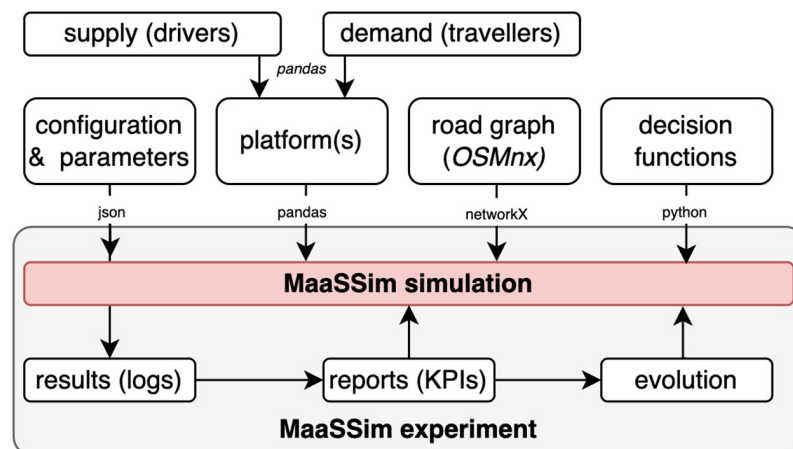 supply (drivers)
demand (travellers)
pandas
configuration
& parameters
platform(s)
road graph
(OSMnx)
decision
functions
json
pandas
networkX
python
MaaSSim simulation
results (logs)
reports (KPIs)
evolution
MaaSSim experiment